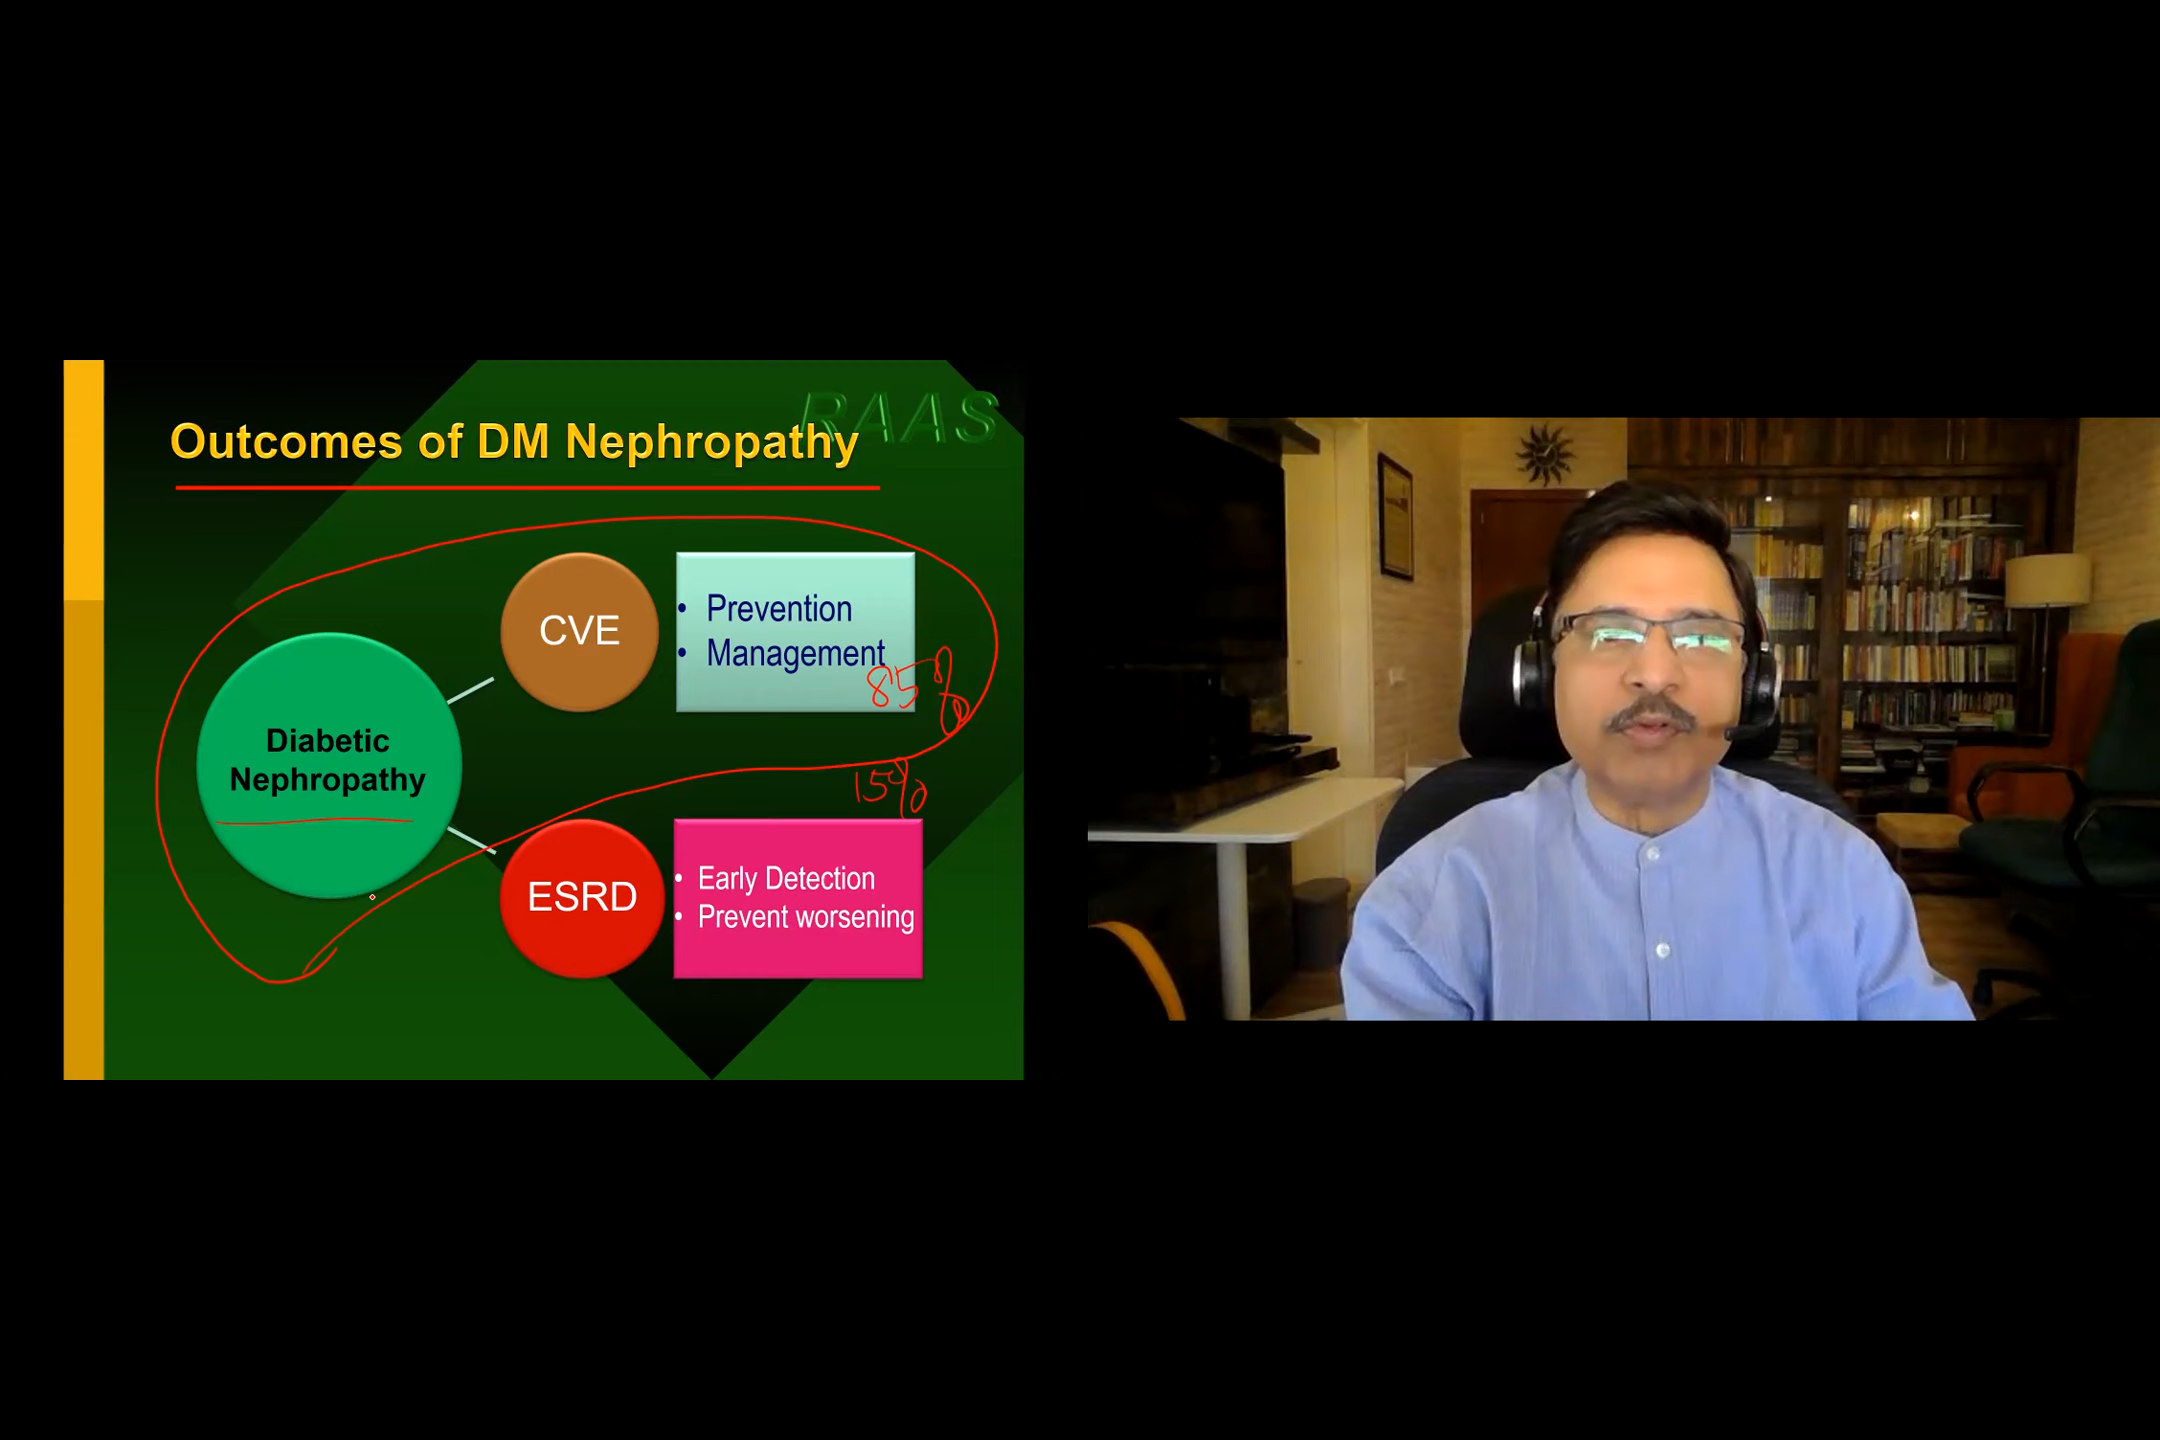 RAAS
Outcomes of DM Nephropathy
Diabetic
Nephropathy
CVE
• Prevention
• Management
85%
15%
ESRD
• Early Detection
• Prevent worsening